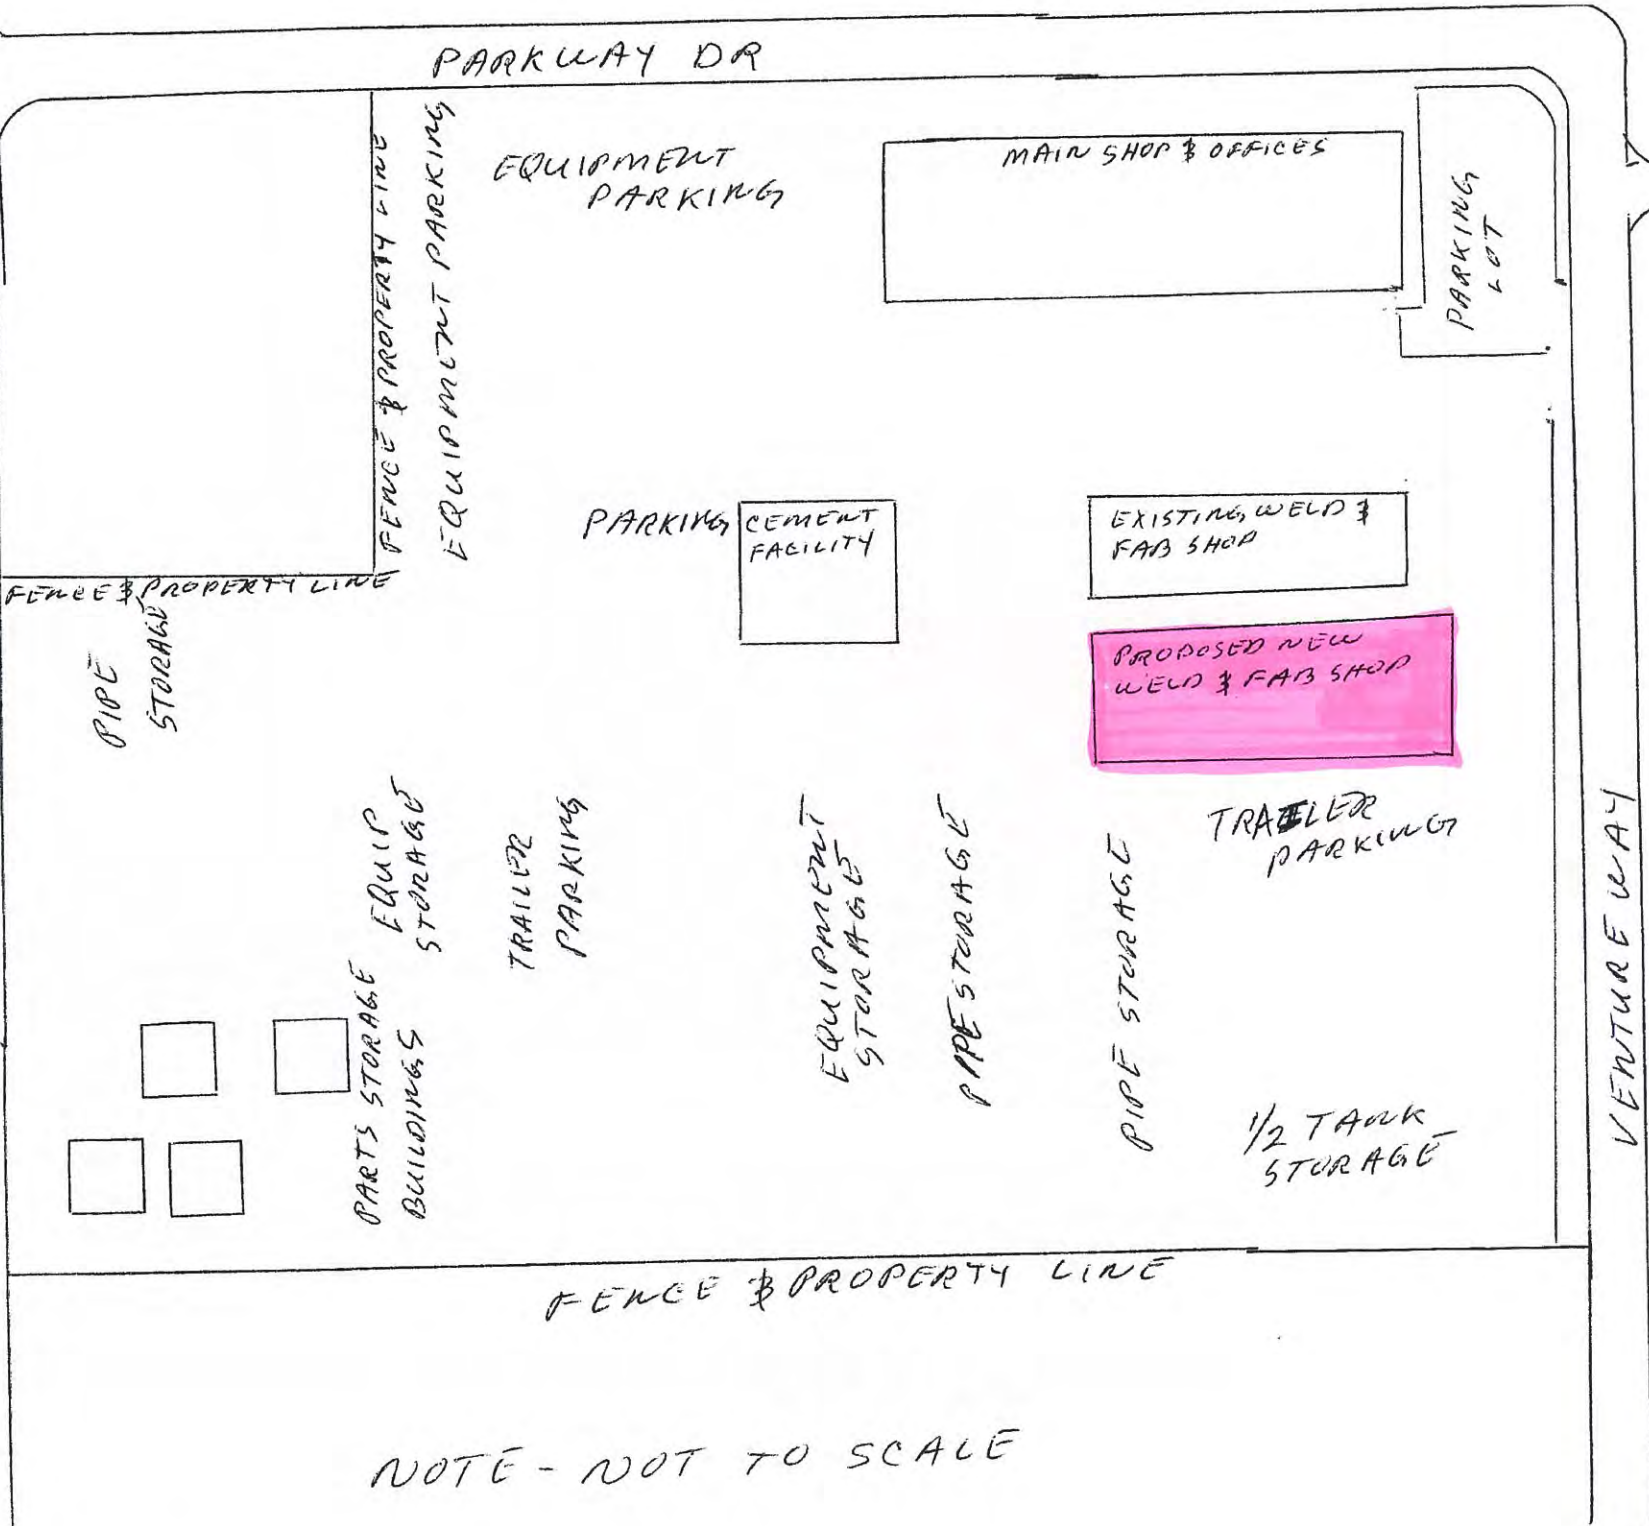 PARKWAY DR
FENCE & PROPERTY LINE
EQUIPMENT PARKING
EQUIPMENT
PARKING
MAIN SHOP & OFFICES
PARKING
LOT
PARKING
CEMENT
FACILITY
EXISTING WELD &
FAB SHOP
FENCE & PROPERTY LINE
PIPE
STORAGE
PROPOSED NEW
WELD & FAB SHOP
EQUIP
STORAGE
TRAILER
PARKING
EQUIPMENT
STORAGE
PIPE STORAGE
PIPE STORAGE
TRAILER
PARKING
VENTURE WAY
PARTS STORAGE
BUILDINGS
1/2 TANK
STORAGE
FENCE & PROPERTY LINE
NOTE - NOT TO SCALE